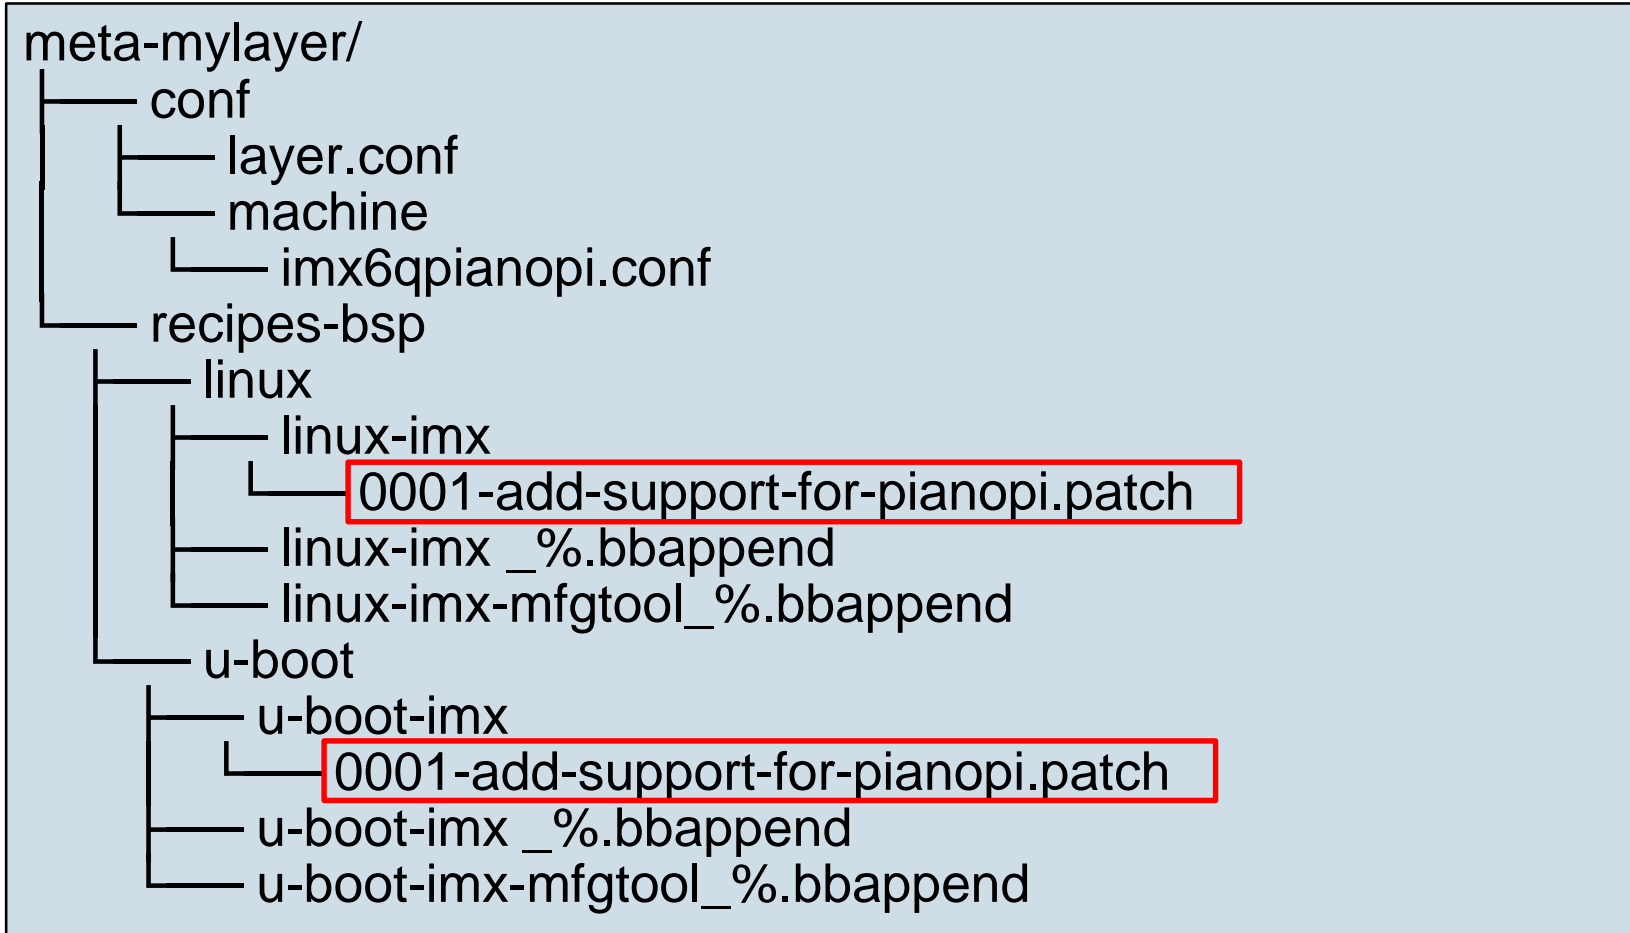 meta-mylayer/
conf
layer.conf
machine
imx6qpianopi.conf
recipes-bsp
linux
linux-imx
0001-add-support-for-pianopi.patch
linux-imx _%.bbappend
linux-imx-mfgtool_%.bbappend
u-boot
u-boot-imx
0001-add-support-for-pianopi.patch
u-boot-imx _%.bbappend
u-boot-imx-mfgtool_%.bbappend